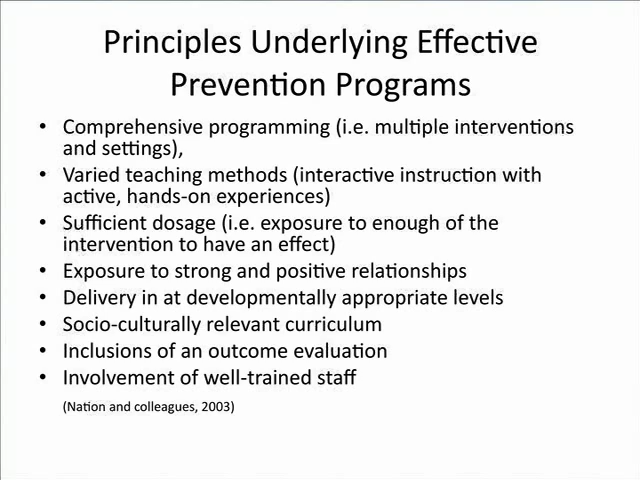 Principles Underlying Effective
Prevention Programs
• Comprehensive programming (i.e. multiple interventions
and settings),
• Varied teaching methods (interactive instruction with
active, hands-on experiences)
• Sufficient dosage (i.e. exposure to enough of the
intervention to have an effect)
• Exposure to strong and positive relationships
• Delivery in at developmentally appropriate levels
• Socio-culturally relevant curriculum
• Inclusions of an outcome evaluation
• Involvement of well-trained staff
(Nation and colleagues, 2003)